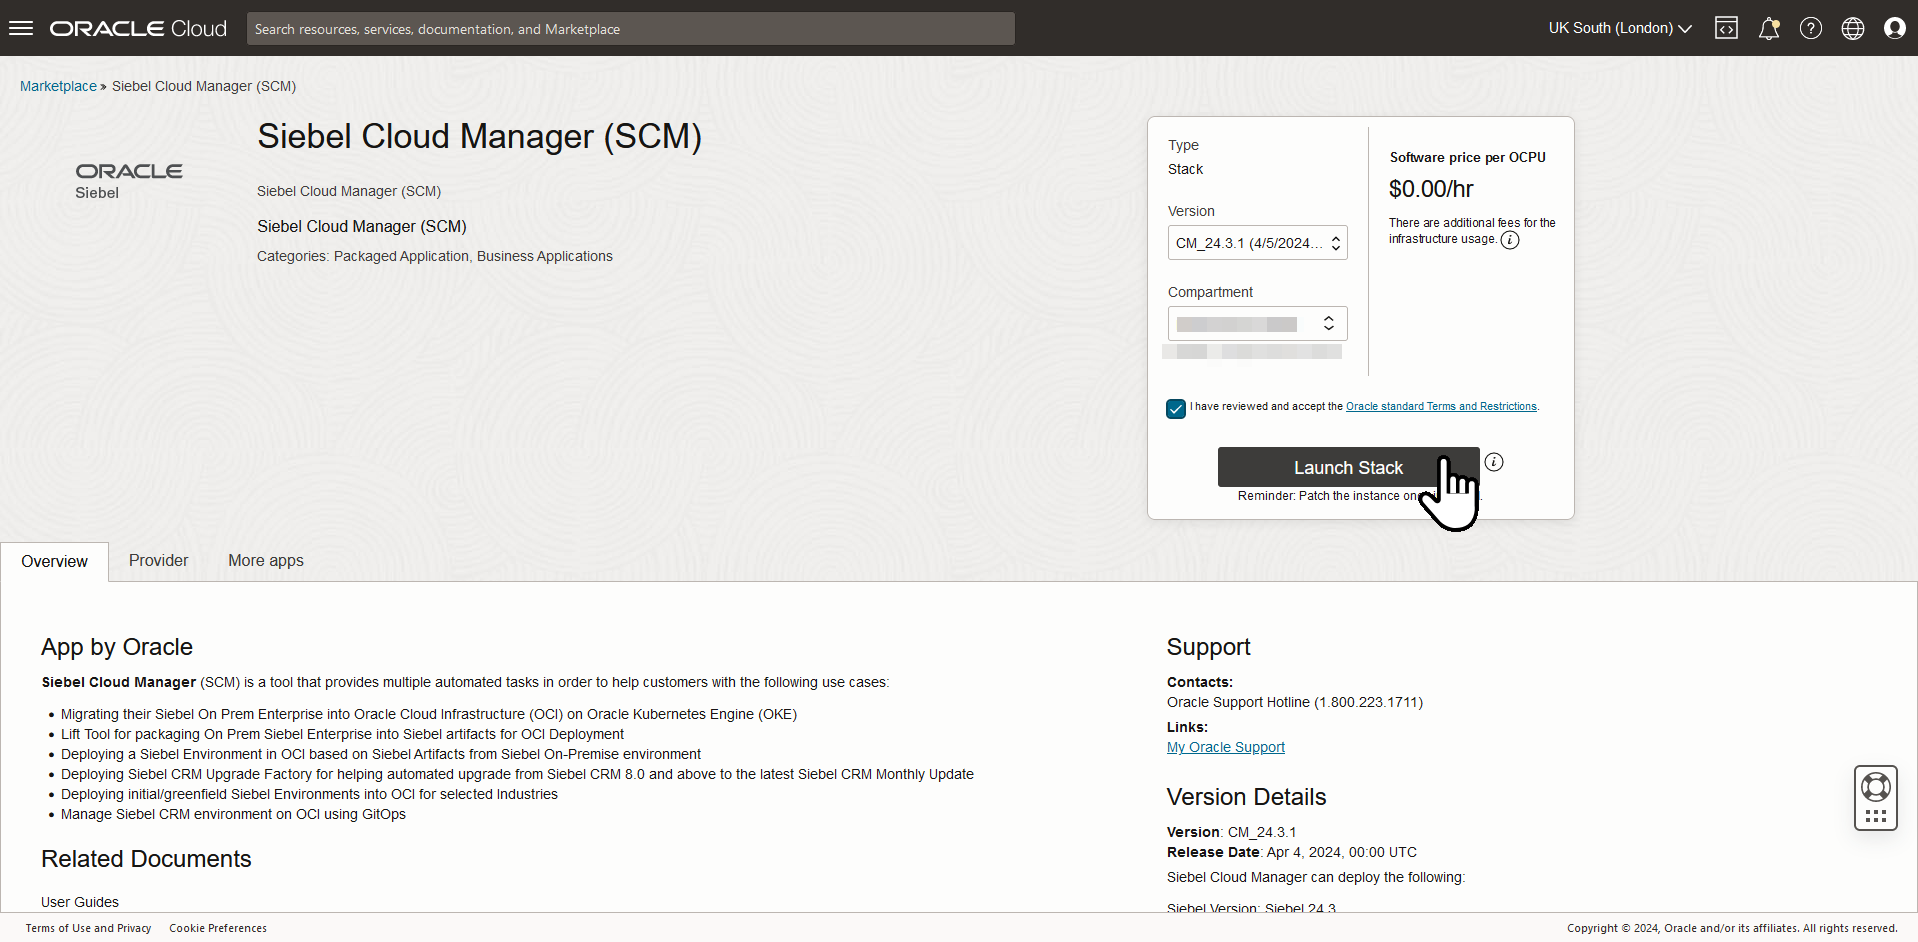 ORACLE Cloud
Search resources, services, documentation, and Marketplace
UK South (London)
Marketplace » Siebel Cloud Manager (SCM)
ORACLE
Siebel
Siebel Cloud Manager (SCM)
Siebel Cloud Manager (SCM)
Siebel Cloud Manager (SCM)
Categories: Packaged Application, Business Applications
Type
Stack
Version
CM_24.3.1 (4/5/2024...
Compartment
Software price per OCPU
$0.00/hr
There are additional fees for the
infrastructure usage.
I have reviewed and accept the Oracle standard Terms and Restrictions.
Launch Stack
Reminder: Patch the instance
Overview
Provider
More apps
App by Oracle
Siebel Cloud Manager (SCM) is a tool that provides multiple automated tasks in order to help customers with the following use cases:
• Migrating their Siebel On Prem Enterprise into Oracle Cloud Infrastructure (OCI) on Oracle Kubernetes Engine (OKE)
• Lift Tool for packaging On Prem Siebel Enterprise into Siebel artifacts for OCI Deployment
• Deploying a Siebel Environment in OCI based on Siebel Artifacts from Siebel On-Premise environment
• Deploying Siebel CRM Upgrade Factory for helping automated upgrade from Siebel CRM 8.0 and above to the latest Siebel CRM Monthly Update
• Deploying initial/greenfield Siebel Environments into OCI for selected Industries
• Manage Siebel CRM environment on OCI using GitOps
Related Documents
User Guides
Support
Contacts:
Oracle Support Hotline (1.800.223.1711)
Links:
My Oracle Support
Version Details
Version: CM_24.3.1
Release Date: Apr 4, 2024, 00:00 UTC
Siebel Cloud Manager can deploy the following:
Siebel Version: Siebel 24.3
Terms of Use and Privacy
Cookie Preferences
Copyright © 2024, Oracle and/or its affiliates. All rights reserved.